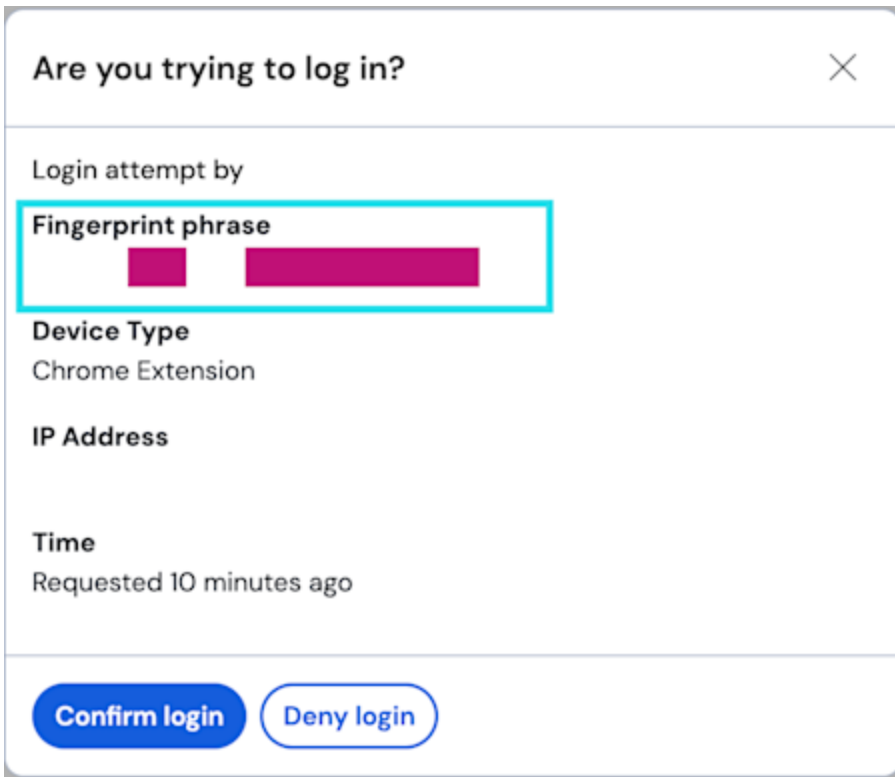 Are you trying to log in?
Login attempt by
Fingerprint phrase
Device Type
Chrome Extension
IP Address
Time
Requested 10 minutes ago
Confirm login
Deny login